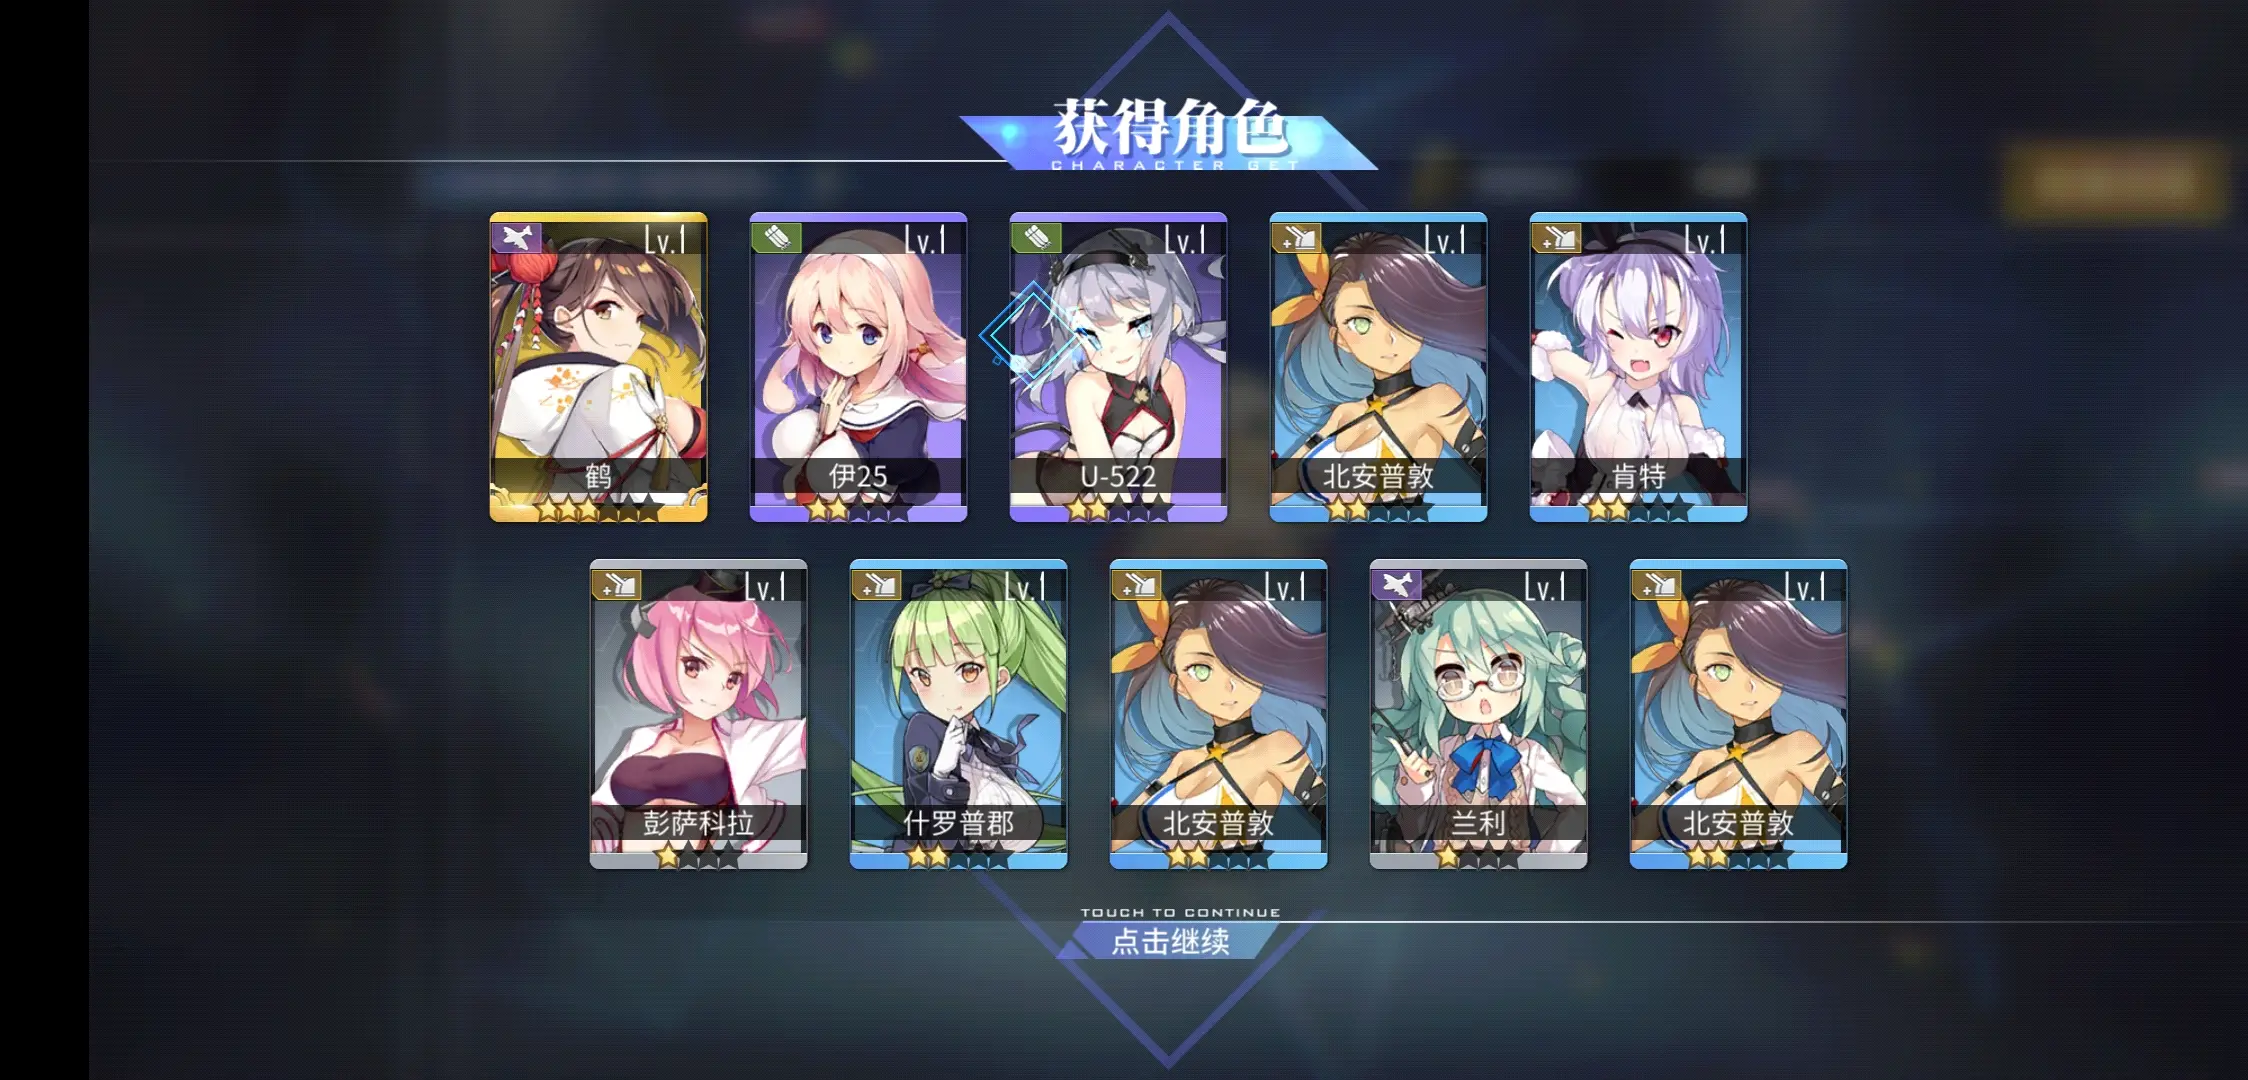 获得角色
CHARACTER GET
Lv.1
Lv.1
Lv.1
Lv.1
Lv.1
鹤
伊25
U-522
北安普敦
肯特
Lv.1
Lv.1
Lv.1
Lv.1
Lv.1
彭萨科拉
什罗普郡
北安普敦
兰利
北安普敦
TOUCH TO CONTINUE
点击继续